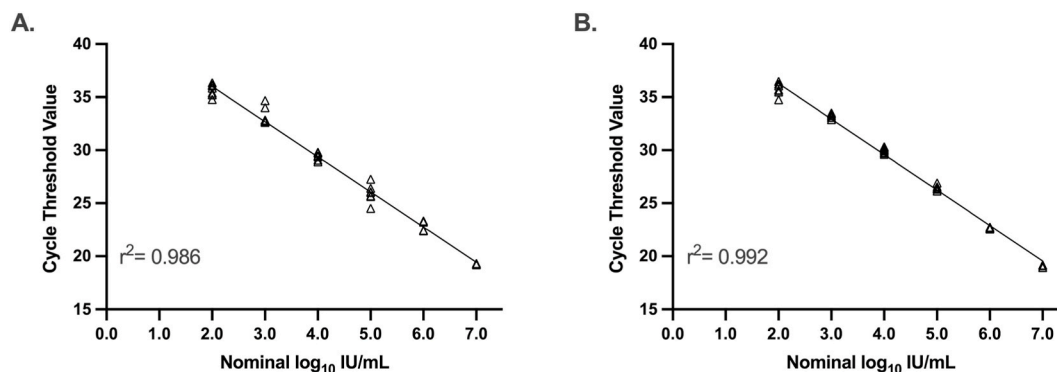 A.
40
35
30
25
20
15
Cycle Threshold Value
r²= 0.986
0.0 1.0 2.0 3.0 4.0 5.0 6.0 7.0
Nominal log₁₀ IU/mL
B.
40
35
30
25
20
15
Cycle Threshold Value
r²= 0.992
0.0 1.0 2.0 3.0 4.0 5.0 6.0 7.0
Nominal log₁₀ IU/mL